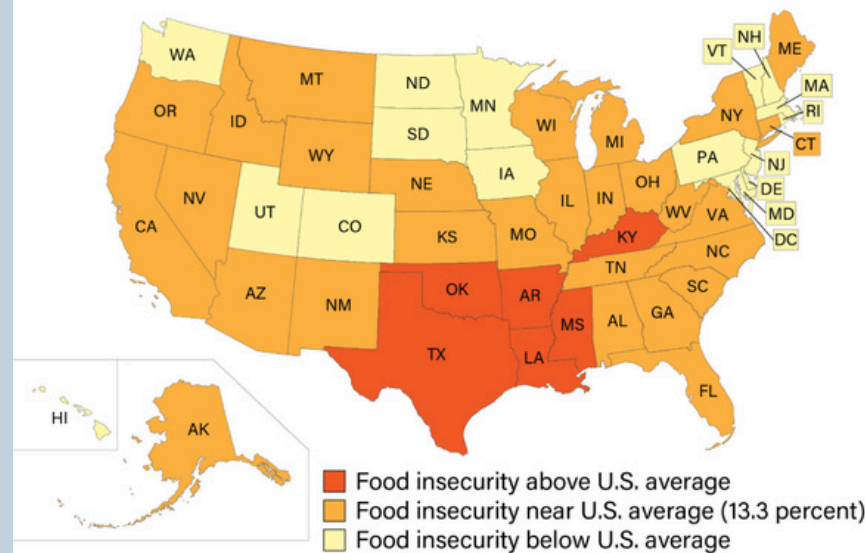 WA
MT
ND
MN
VT
NH
ME
OR
ID
SD
WI
MI
NY
MA
RI
CT
WY
IA
PA
NJ
NE
OH
DE
NV
UT
CO
IL
IN
WV
VA
MD
DC
CA
KS
MO
KY
NC
TN
AZ
NM
OK
AR
SC
MS
AL
GA
TX
LA
FL
HI
AK
Food insecurity above U.S. average
Food insecurity near U.S. average (13.3 percent)
Food insecurity below U.S. average